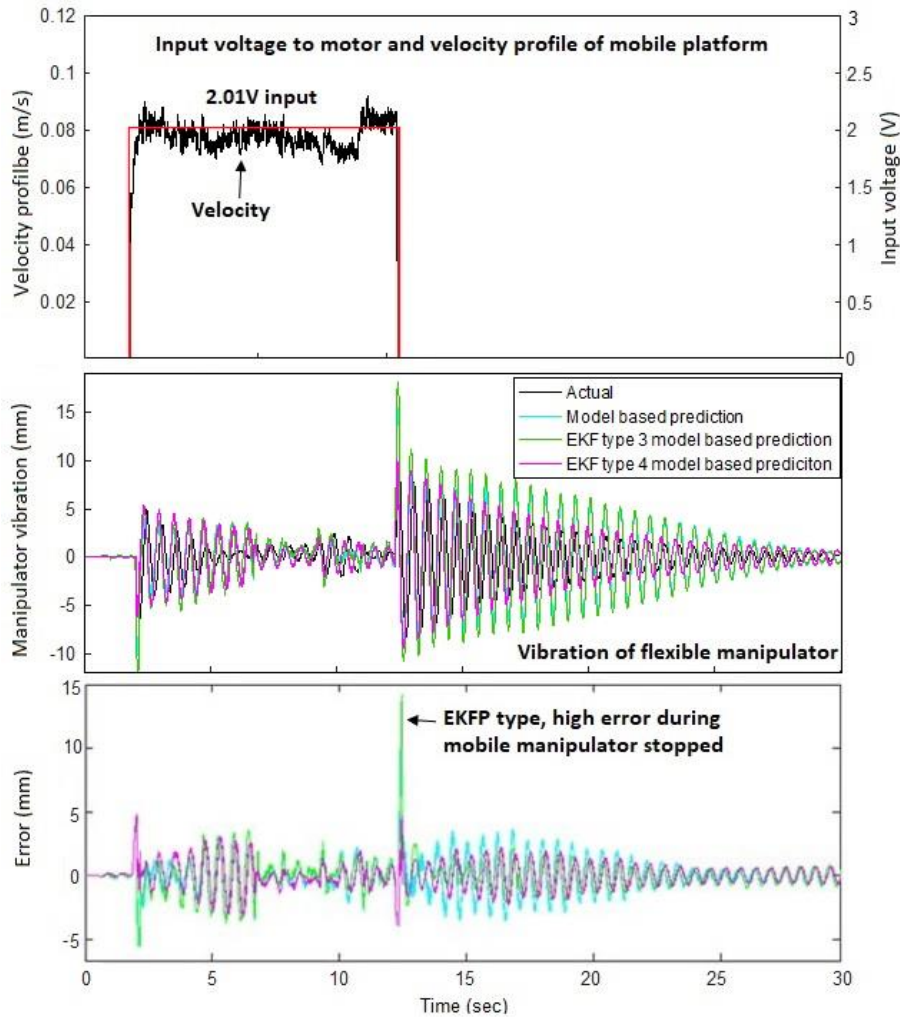 Input voltage to motor and velocity profile of mobile platform
2.01V input
Velocity
Velocity profilbe (m/s)
0.12
0.1
0.08
0.06
0.04
0.02
3
2.5
2
1.5
1
0.5
0
Input voltage (V)
Actual
Model based prediction
EKF type 3 model based prediction
EKF type 4 model based prediciton
Manipulator vibration (mm)
15
10
5
0
-5
-10
Vibration of flexible manipulator
EKFP type, high error during
mobile manipulator stopped
Error (mm)
15
10
5
0
-5
0 5 10 15 20 25 30
Time (sec)